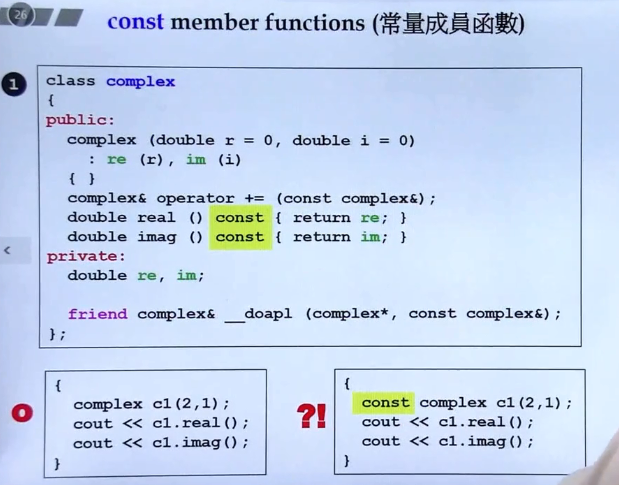 26
const member functions (常量成員函數)
1
class complex
{
public:
complex (double r = 0, double i = 0)
: re (r), im (i)
{ }
complex& operator += (const complex&);
double real () const { return re; }
double imag () const { return im; }
private:
double re, im;
friend complex& __doapl (complex*, const complex&);
};
{
complex c1(2,1);
cout << c1.real();
cout << c1.imag();
}
?!
{
const complex c1(2,1);
cout << c1.real();
cout << c1.imag();
}